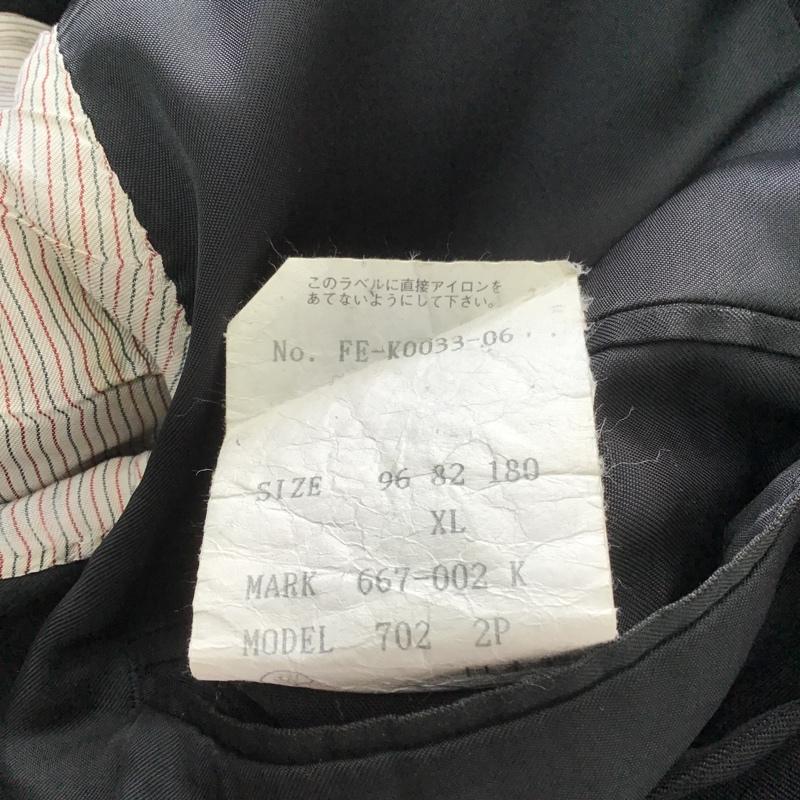 このラベルに直接アイロンを
あてないようにして下さい。
No. FE-K0033-06
SIZE 96 82 180
XL
MARK 667-002 K
MODEL 702 2P